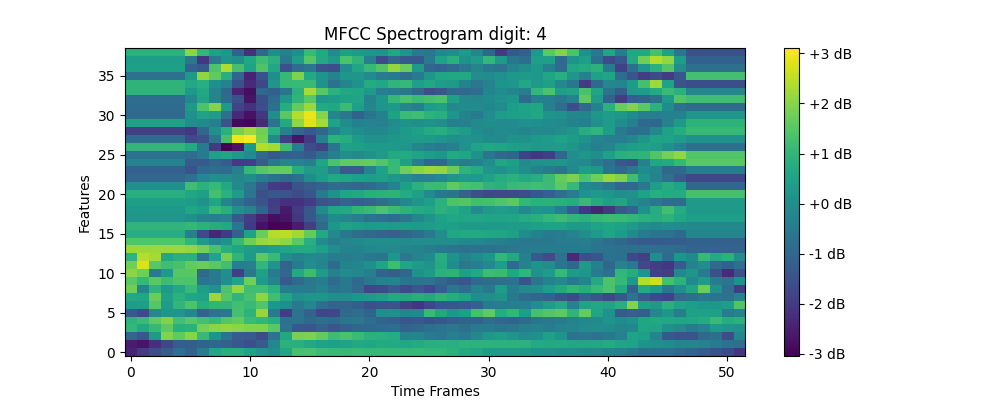 MFCC Spectrogram digit: 4
Features
35
30
25
20
15
10
5
0
0 10 20 30 40 50
Time Frames
+3 dB
+2 dB
+1 dB
+0 dB
-1 dB
-2 dB
-3 dB